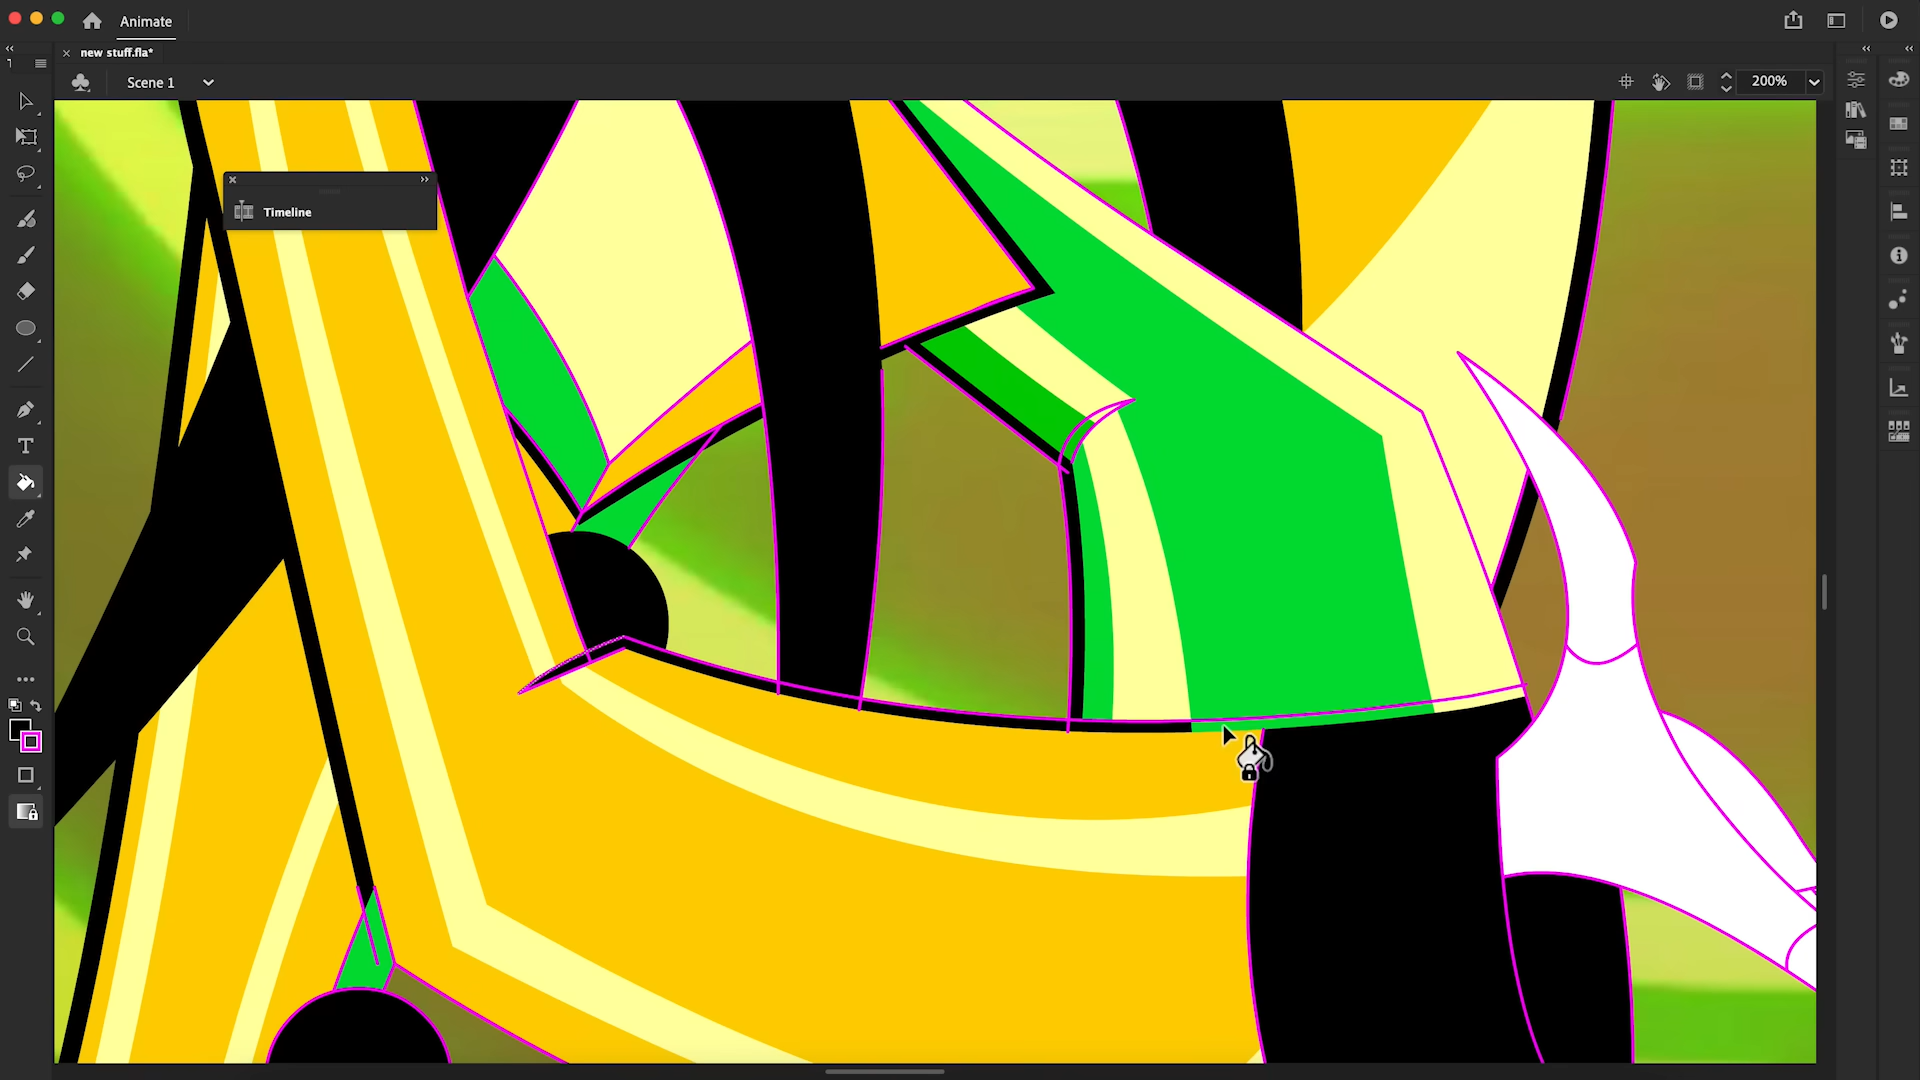 Animate
new stuff.fla*
Scene 1
200%
Timeline